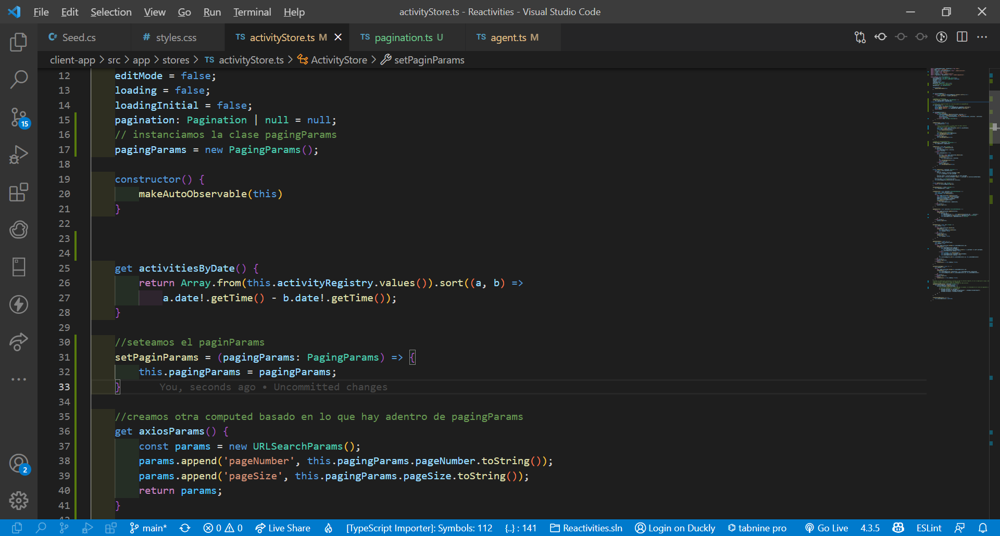 File Edit Selection View Go Run Terminal Help activityStore.ts - Reactivities - Visual Studio Code
C# Seed.cs # styles.css TS activityStore.ts M TS pagination.ts U TS agent.ts M
client-app > src > app > stores > TS activityStore.ts > ActivityStore > setPaginParams
12 editMode = false;
13 loading = false;
14 loadingInitial = false;
15 pagination: Pagination | null = null;
16 // instanciamos la clase pagingParams
17 pagingParams = new PagingParams();
18
19 constructor() {
20 makeAutoObservable(this)
21 }
22
23
24
25 get activitiesByDate() {
26 return Array.from(this.activityRegistry.values()).sort((a, b) =>
27 a.date!.getTime() - b.date!.getTime());
28 }
29
30 //seteamos el paginParams
31 setPaginParams = (pagingParams: PagingParams) => {
32 this.pagingParams = pagingParams;
33 } You, seconds ago • Uncommitted changes
34
35 //creamos otra computed basado en lo que hay adentro de pagingParams
36 get axiosParams() {
37 const params = new URLSearchParams();
38 params.append('pageNumber', this.pagingParams.pageNumber.toString());
39 params.append('pageSize', this.pagingParams.pageSize.toString());
40 return params;
41 }
15
2
main* 0 0 Live Share [TypeScript Importer]: Symbols: 112 {..} : 141 Reactivities.sln Login on Duckly tabnine pro Go Live 4.3.5 ESLint